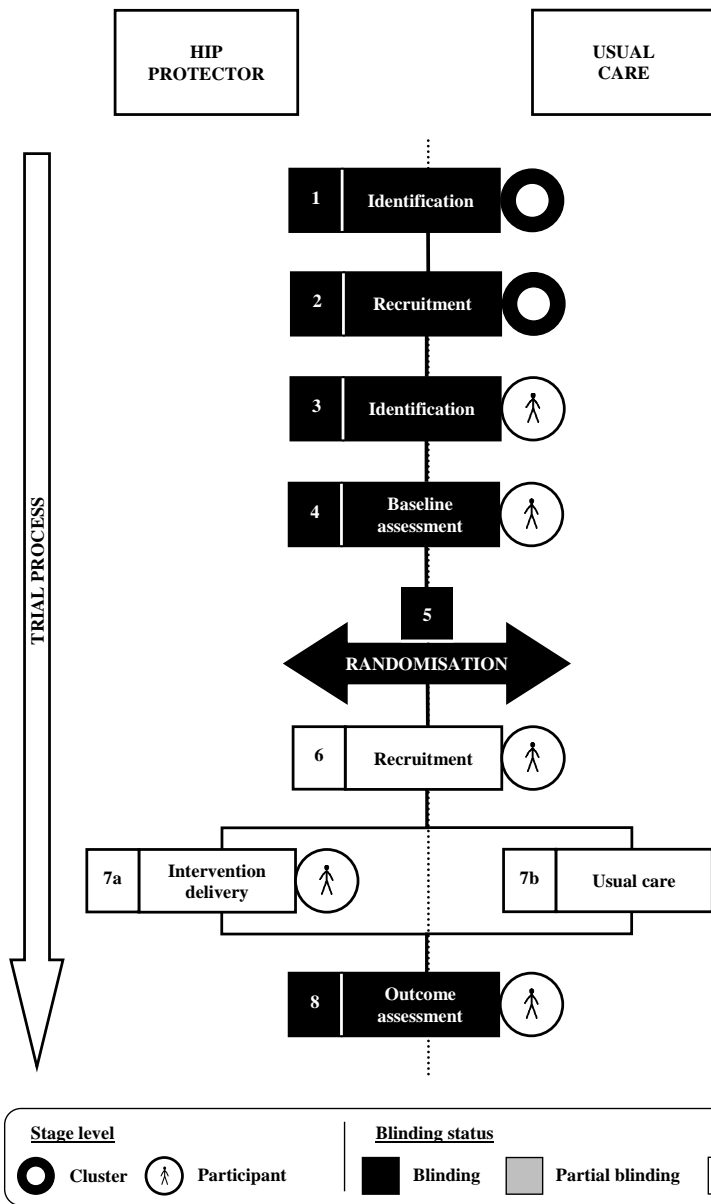 HIP
PROTECTOR
USUAL
CARE
1
Identification
2
Recruitment
3
Identification
4
Baseline
assessment
TRIAL PROCESS
5
RANDOMISATION
6
Recruitment
7a
Intervention
delivery
7b
Usual care
8
Outcome
assessment
Stage level
Blinding status
Cluster
Participant
Blinding
Partial blinding